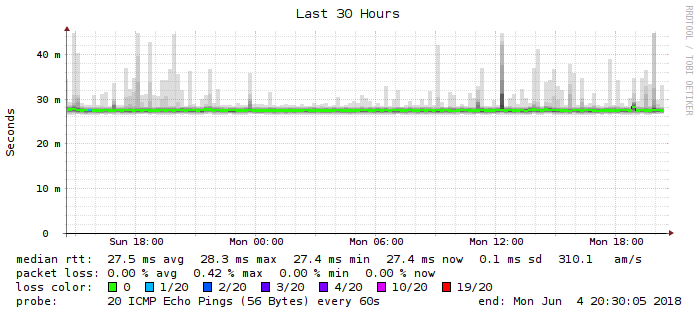 Last 30 Hours
RRDTOOL / TOBI OETIKER
Seconds
40 m
30 m
20 m
10 m
0
Sun 18:00 Mon 00:00 Mon 06:00 Mon 12:00 Mon 18:00
median rtt: 27.5 ms avg 28.3 ms max 27.4 ms min 27.4 ms now 0.1 ms sd 310.1 am/s
packet loss: 0.00 % avg 0.42 % max 0.00 % min 0.00 % now
loss color: 0 1/20 2/20 3/20 4/20 10/20 19/20
probe: 20 ICMP Echo Pings (56 Bytes) every 60s end: Mon Jun 4 20:30:05 2018